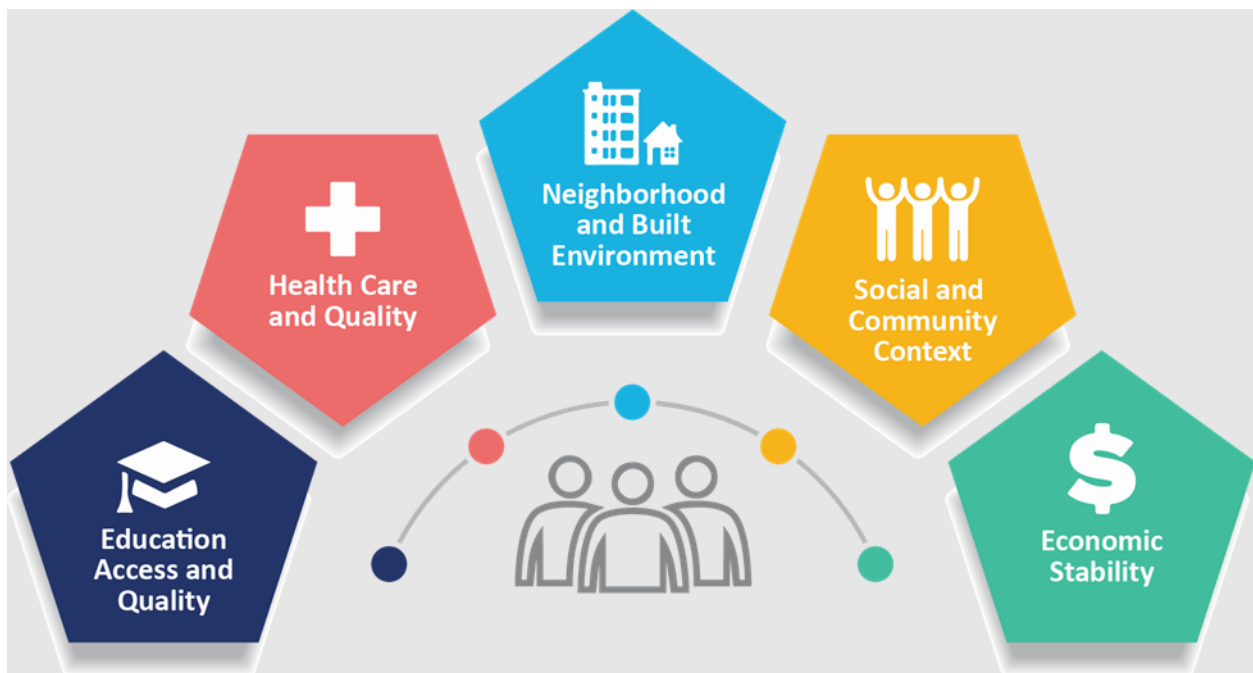 Education
Access and
Quality
Health Care
and Quality
Neighborhood
and Built
Environment
Social and
Community
Context
$
Economic
Stability